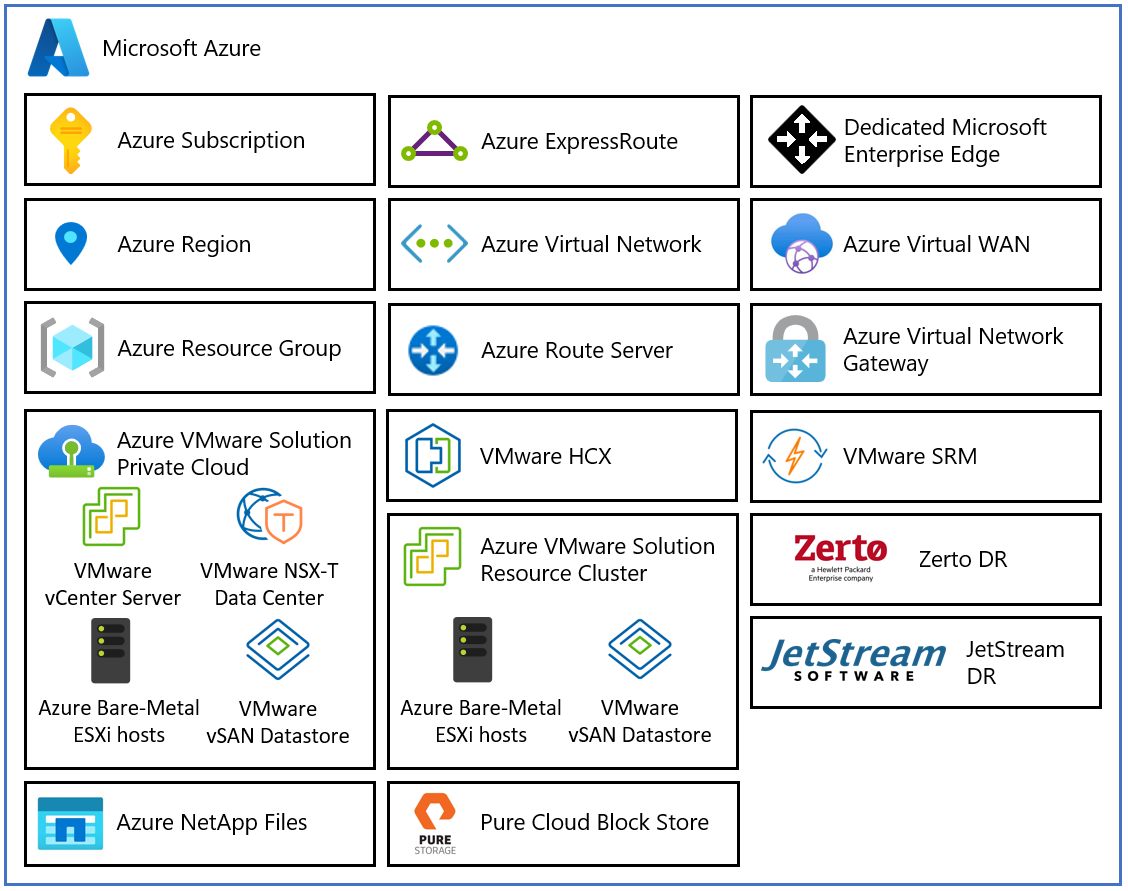 Microsoft Azure
Azure Subscription
Azure ExpressRoute
Dedicated Microsoft
Enterprise Edge
Azure Region
Azure Virtual Network
Azure Virtual WAN
Azure Resource Group
Azure Route Server
Azure Virtual Network
Gateway
Azure VMware Solution
Private Cloud
VMware
vCenter Server
VMware NSX-T
Data Center
Azure Bare-Metal
ESXi hosts
VMware
vSAN Datastore
VMware HCX
VMware SRM
Azure VMware Solution
Resource Cluster
Azure Bare-Metal
ESXi hosts
VMware
vSAN Datastore
Zerto
a Hewlett Packard
Enterprise company
Zerto DR
JetStream
SOFTWARE
JetStream
DR
Azure NetApp Files
PURE
STORAGE
Pure Cloud Block Store